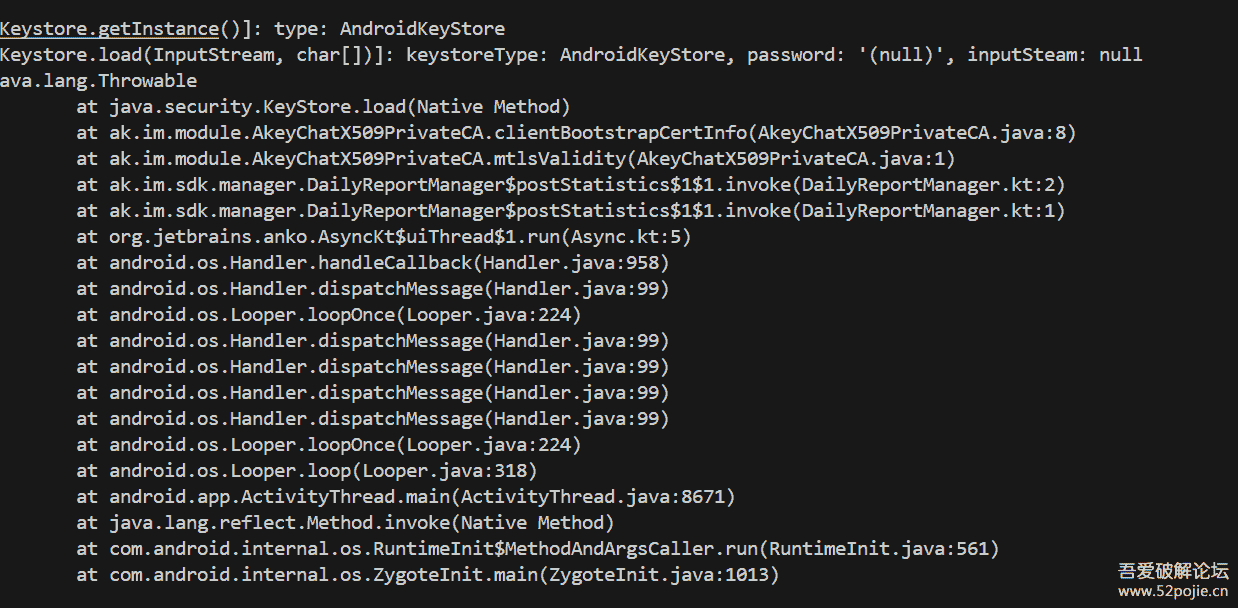 Keystore.getInstance()]: type: AndroidKeyStore
Keystore.load(InputStream, char[])]: keystoreType: AndroidKeyStore, password: '(null)', inputSteam: null
ava.lang.Throwable
at java.security.KeyStore.load(Native Method)
at ak.im.module.AkeyChatX509PrivateCA.clientBootstrapCertInfo(AkeyChatX509PrivateCA.java:8)
at ak.im.module.AkeyChatX509PrivateCA.mtlsValidity(AkeyChatX509PrivateCA.java:1)
at ak.im.sdk.manager.DailyReportManager$postStatistics$1$1.invoke(DailyReportManager.kt:2)
at ak.im.sdk.manager.DailyReportManager$postStatistics$1$1.invoke(DailyReportManager.kt:1)
at org.jetbrains.anko.AsyncKt$uiThread$1.run(Async.kt:5)
at android.os.Handler.handleCallback(Handler.java:958)
at android.os.Handler.dispatchMessage(Handler.java:99)
at android.os.Looper.loopOnce(Looper.java:224)
at android.os.Handler.dispatchMessage(Handler.java:99)
at android.os.Handler.dispatchMessage(Handler.java:99)
at android.os.Handler.dispatchMessage(Handler.java:99)
at android.os.Handler.dispatchMessage(Handler.java:99)
at android.os.Looper.loopOnce(Looper.java:224)
at android.os.Looper.loop(Looper.java:318)
at android.app.ActivityThread.main(ActivityThread.java:8671)
at java.lang.reflect.Method.invoke(Native Method)
at com.android.internal.os.RuntimeInit$MethodAndArgsCaller.run(RuntimeInit.java:561)
at com.android.internal.os.ZygoteInit.main(ZygoteInit.java:1013)
吾爱破解论坛
www.52pojie.cn